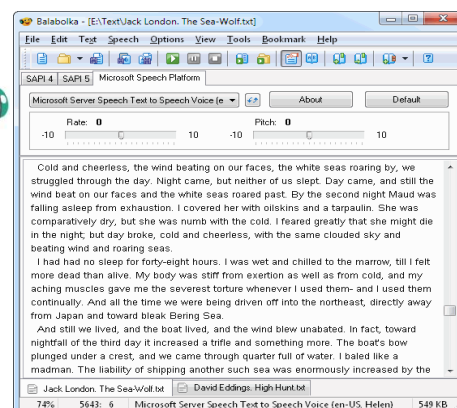 Balabolka - [E:\Text\Jack London. The Sea-Wolf.txt]
File Edit Text Speech Options View Tools Bookmark Help
SAPI 4 SAPI 5 Microsoft Speech Platform
Microsoft Server Speech Text to Speech Voice (e About Default
Rate: 0 Pitch: 0
-10 10 -10 10
Cold and cheerless, the wind beating on our faces, the white seas roaring by, we
struggled through the day. Night came, but neither of us slept. Day came, and still the
wind beat on our faces and the white seas roared past. By the second night Maud was
falling asleep from exhaustion. I covered her with oilskins and a tarpaulin. She was
comparatively dry, but she was numb with the cold. I feared greatly that she might die
in the night; but day broke, cold and cheerless, with the same clouded sky and
beating wind and roaring seas.
I had had no sleep for forty-eight hours. I was wet and chilled to the marrow, till I felt
more dead than alive. My body was stiff from exertion as well as from cold, and my
aching muscles gave me the severest torture whenever I used them- and I used them
continually. And all the time we were being driven off into the northeast, directly away
from Japan and toward bleak Bering Sea.
And still we lived, and the boat lived, and the wind blew unabated. In fact, toward
nightfall of the third day it increased a trifle and something more. The boat's bow
plunged under a crest, and we came through quarter full of water. I baled like a
madman. The liability of shipping another such sea was enormously increased by the
Jack London. The Sea-Wolf.txt David Eddings. High Hunt.txt
74% 5643: 6 Microsoft Server Speech Text to Speech Voice (en-US, Helen) 549 KB